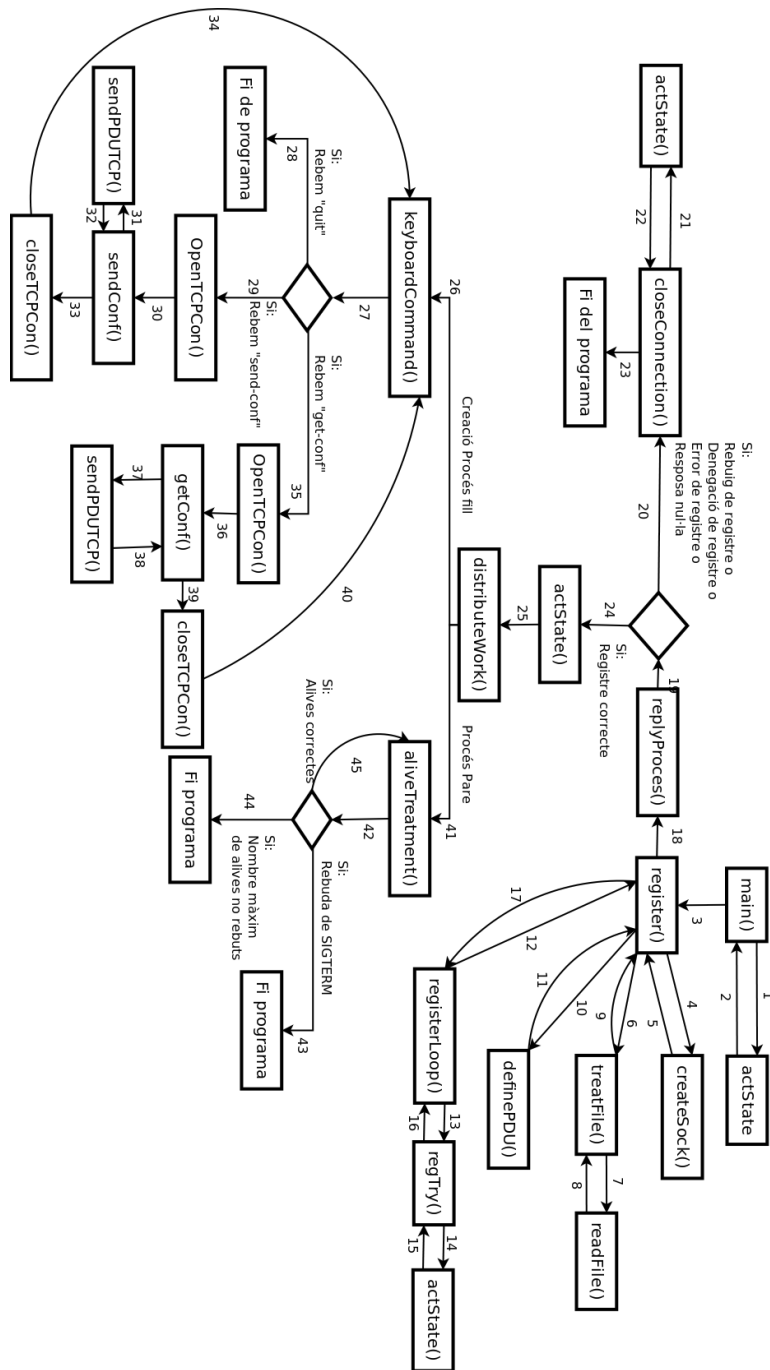 main()
1
2
actState
3
register()
4
5
createSock()
6
9
treatFile()
7
8
readFile()
10
11
definePDU()
12
17
registerLoop()
13
16
regTry()
14
15
actState()
18
replyProces()
19
Si:
Rebuig de registre o
Denegació de registre o
Error de registre o
Resposa nul·la
20
closeConnection()
21
22
actState()
23
Fi del programa
24
Si:
Registre correcte
actState()
25
distributeWork()
Creació Procés fill
26
Procés Pare
41
keyboardCommand()
27
Si:
Rebem "quit"
28
Fi de programa
Si:
Rebem "send-conf"
29
OpenTCPCon()
30
sendConf()
31
32
sendPDUTCP()
33
closeTCPCon()
34
Si:
Rebem "get-conf"
35
OpenTCPCon()
36
getConf()
37
38
sendPDUTCP()
39
closeTCPCon()
40
aliveTreatment()
42
Si:
Alives correctes
45
Si:
Rebuda de SIGTERM
43
Fi programa
44
Si:
Nombre màxim
de alives no rebuts
Fi programa